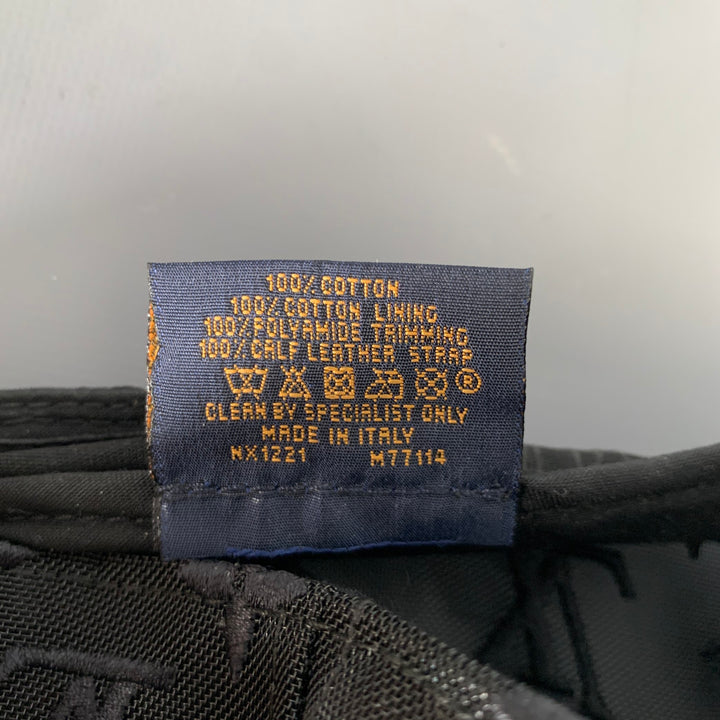 100% COTTON
100% COTTON LINING
100% POLYAMIDE TRIMMING
100% CALF LEATHER STRAP
®
CLEAN BY SPECIALIST ONLY
MADE IN ITALY
NX1221 M77114